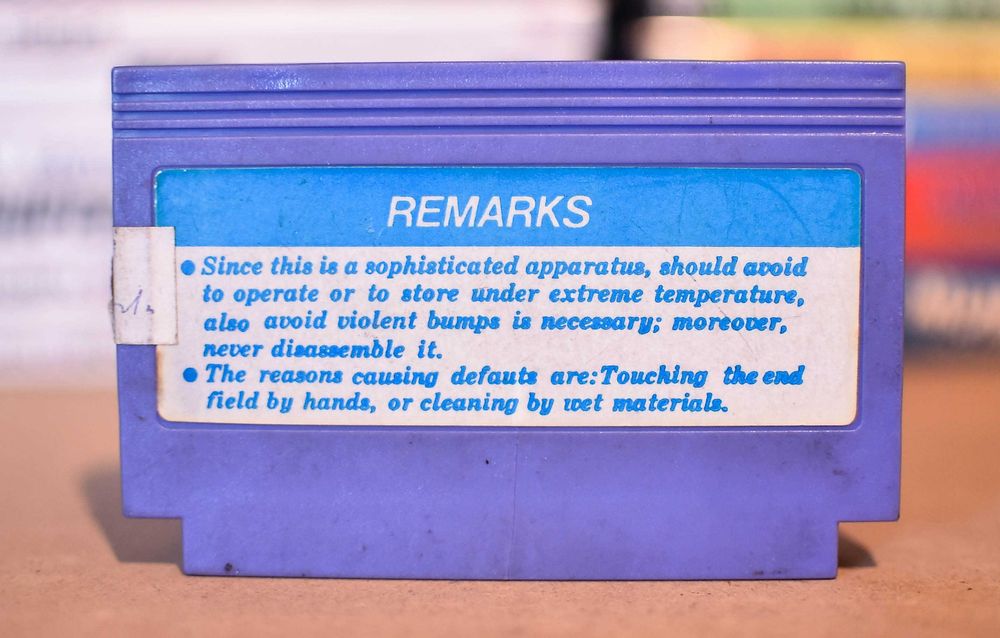 REMARKS
● Since this is a sophisticated apparatus, should avoid
to operate or to store under extreme temperature,
also avoid violent bumps is necessary; moreover,
never disassemble it.
● The reasons causing defauts are:Touching the end
field by hands, or cleaning by wet materials.